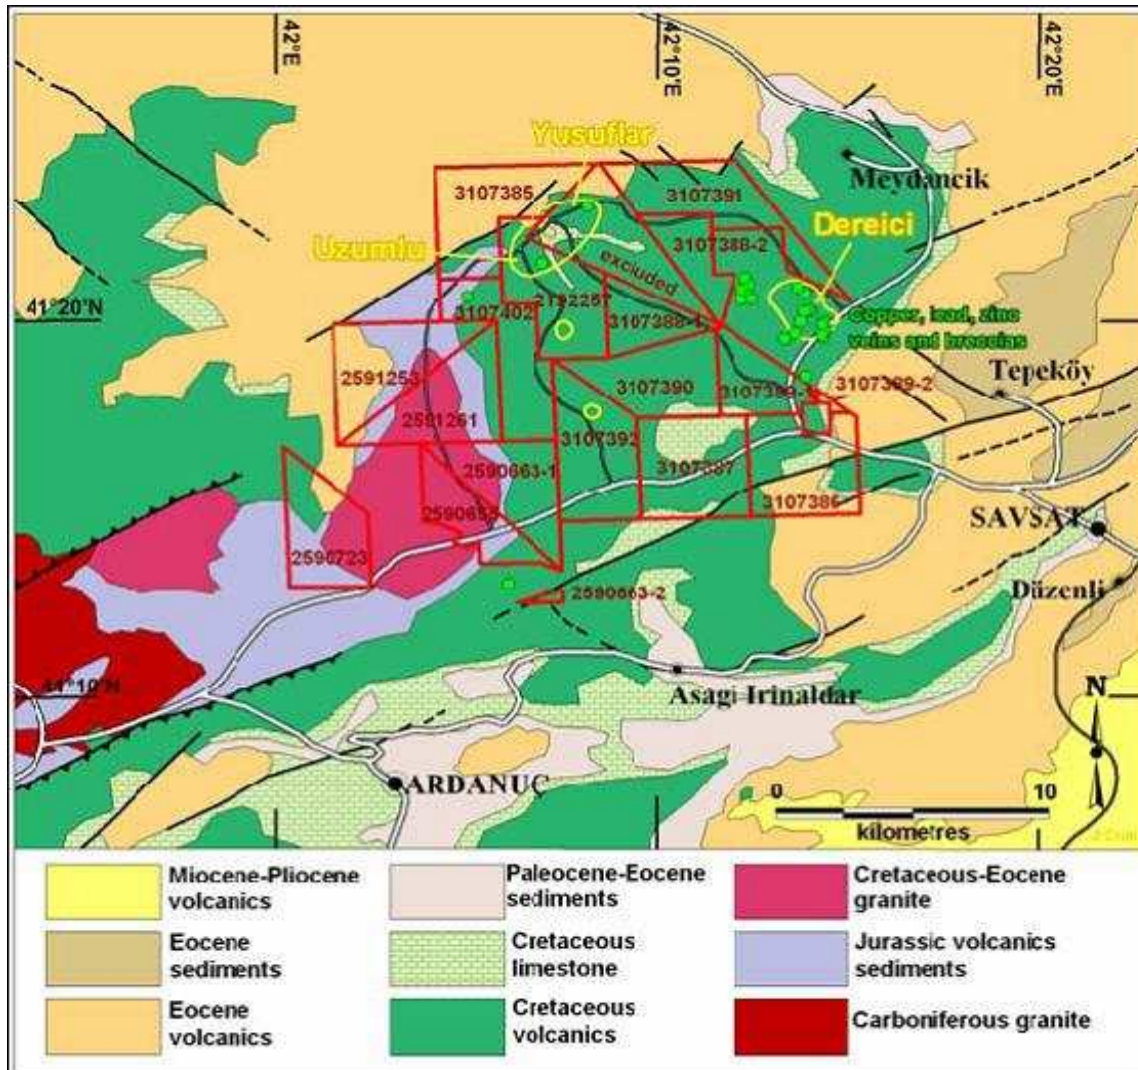 42°E
42°10'E
42°20'E
Yusuflar
Meydancik
3107385
3107391
Dereici
Uzumlu
3107388-2
excluded
41°20'N
3107402
2192257
3107388-1
Copper, lead, zinc
veins and breccias
2591253
3107390
3107389-2
Tepeköy
2591261
3107392
2590663-1
3107387
3107386
SAVSAT
2590723
Düzenli
2590663-2
Asagi Irinaldar
N
ARDANUC
0
10
kilometres
Miocene-Pliocene
volcanics
Paleocene-Eocene
sediments
Cretaceous-Eocene
granite
Eocene
sediments
Cretaceous
limestone
Jurassic volcanics
sediments
Eocene
volcanics
Cretaceous
volcanics
Carboniferous granite